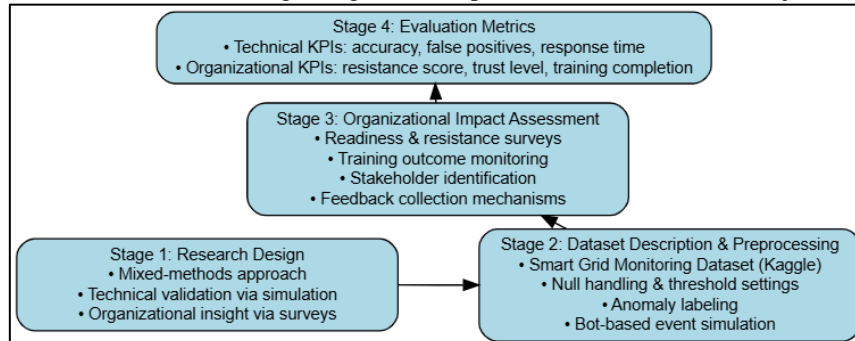 Stage 4: Evaluation Metrics
• Technical KPIs: accuracy, false positives, response time
• Organizational KPIs: resistance score, trust level, training completion
Stage 3: Organizational Impact Assessment
• Readiness & resistance surveys
• Training outcome monitoring
• Stakeholder identification
• Feedback collection mechanisms
Stage 1: Research Design
• Mixed-methods approach
• Technical validation via simulation
• Organizational insight via surveys
Stage 2: Dataset Description & Preprocessing
• Smart Grid Monitoring Dataset (Kaggle)
• Null handling & threshold settings
• Anomaly labeling
• Bot-based event simulation